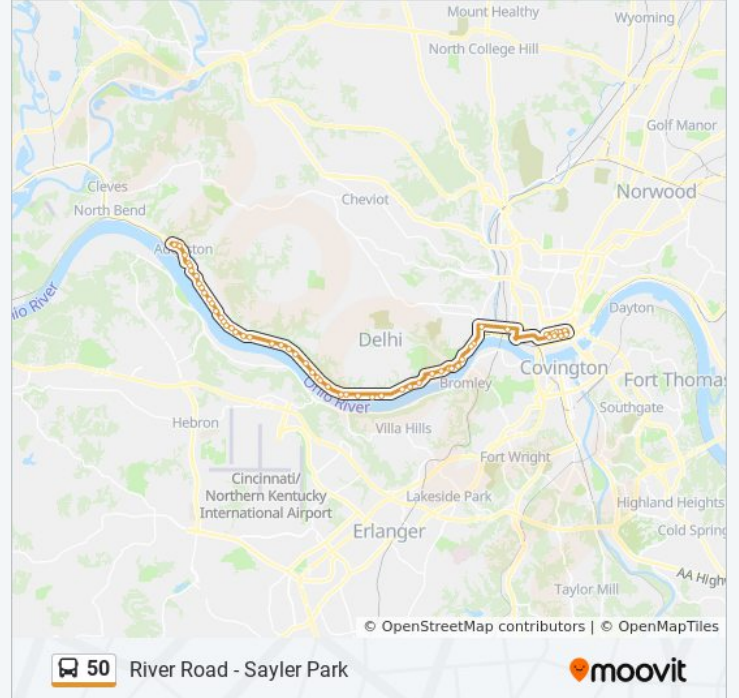 Mount Healthy
Wyoming
North College Hill
Golf Manor
Cleves
Norwood
Cheviot
North Bend
Ad ston
Ohio River
Dayton
Delhi
Covington
Bromley
Fort Thomas
Ohio River
Southgate
Hebron
Villa Hills
Fort Wright
Cincinnati/
Northern Kentucky
International Airport
Lakeside Park
Highland Heights
Erlanger
Cold Spring
AA High
Taylor Mill
© OpenStreetMap contributors | © OpenMapTiles
50 River Road - Sayler Park
moovit